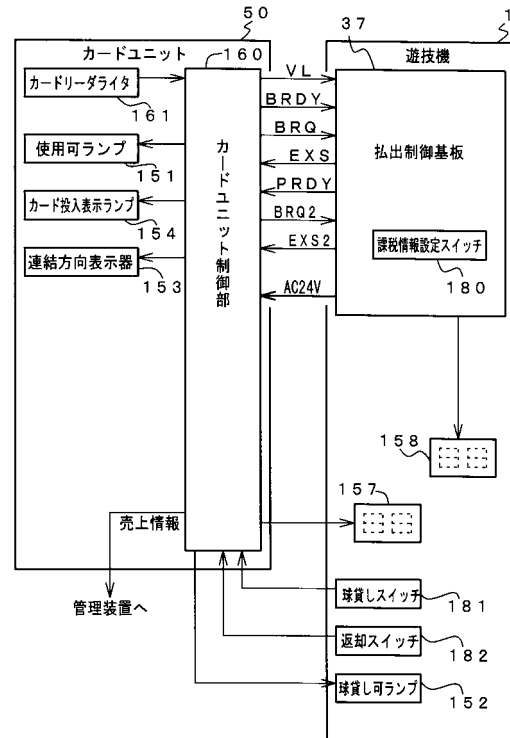 50
1
カードユニット
160
37
遊技機
カードリーダライタ
161
VL
BRDY
使用可ランプ
151
BRQ
EXS
払出制御基板
カード投入表示ランプ
154
PRDY
BRQ2
連結方向表示器
153
EXS2
課税情報設定スイッチ
180
カードユニット制御部
AC24V
158
157
売上情報
管理装置へ
球貸しスイッチ
181
返却スイッチ
182
球貸し可ランプ
152